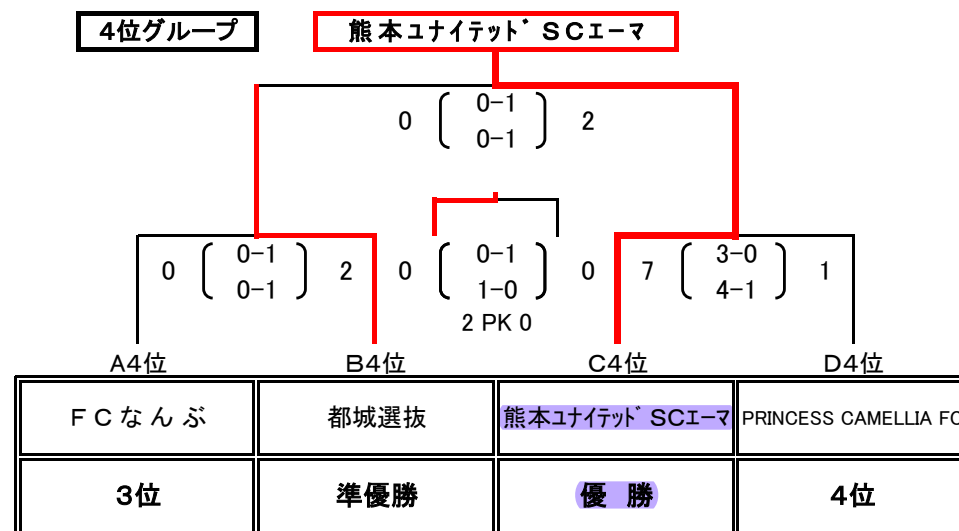 4位グループ
熊本ユナイテッドSCエーマ
0 0-1 2
0-1
0 0-1 2 0 0-1 0 7 3-0 1
0-1 1-0 4-1
2 PK 0
A4位 B4位 C4位 D4位
FCなんぶ 都城選抜 熊本ユナイテッドSCエーマ PRINCESS CAMELLIA FC
3位 準優勝 優 勝 4位